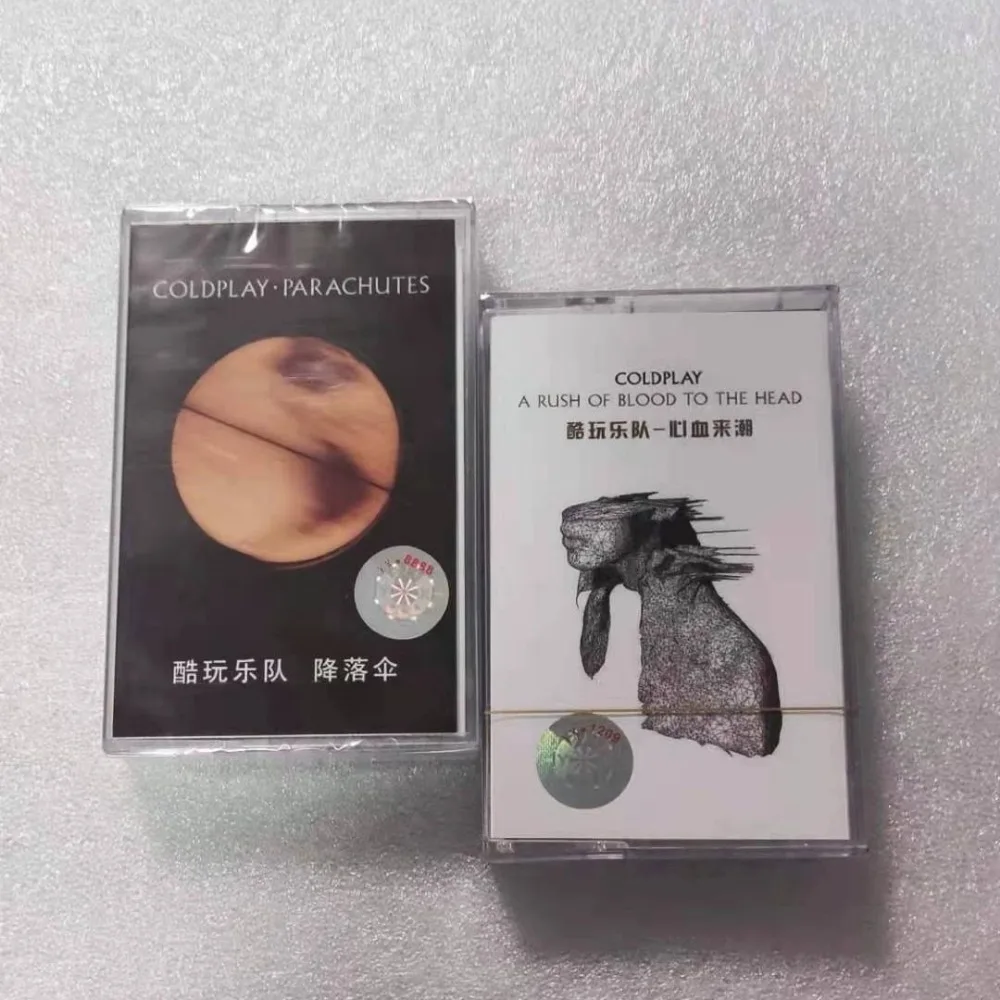 COLDPLAY·PARACHUTES
酷玩乐队 降落伞
COLDPLAY
A RUSH OF BLOOD TO THE HEAD
酷玩乐队-心血来潮